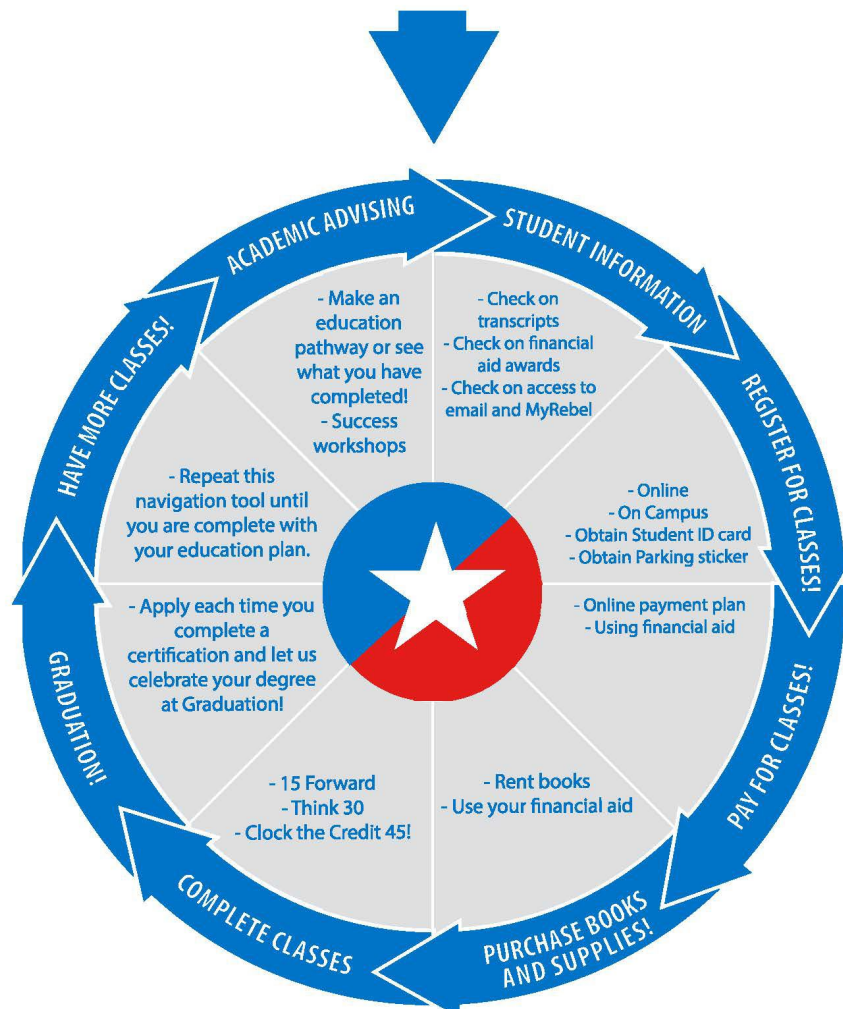 STUDENT INFORMATION
- Check on
transcripts
- Check on financial
aid awards
- Check on access to
email and MyRebel
REGISTER FOR CLASSES!
- Online
- On Campus
- Obtain Student ID card
- Obtain Parking sticker
PAY FOR CLASSES!
- Online payment plan
- Using financial aid
PURCHASE BOOKS
AND SUPPLIES!
- Rent books
- Use your financial aid
COMPLETE CLASSES
- 15 Forward
- Think 30
- Clock the Credit 45!
GRADUATION!
- Apply each time you
complete a
certification and let us
celebrate your degree
at Graduation!
HAVE MORE CLASSES!
- Repeat this
navigation tool until
you are complete with
your education plan.
ACADEMIC ADVISING
- Make an
education
pathway or see
what you have
completed!
- Success
workshops